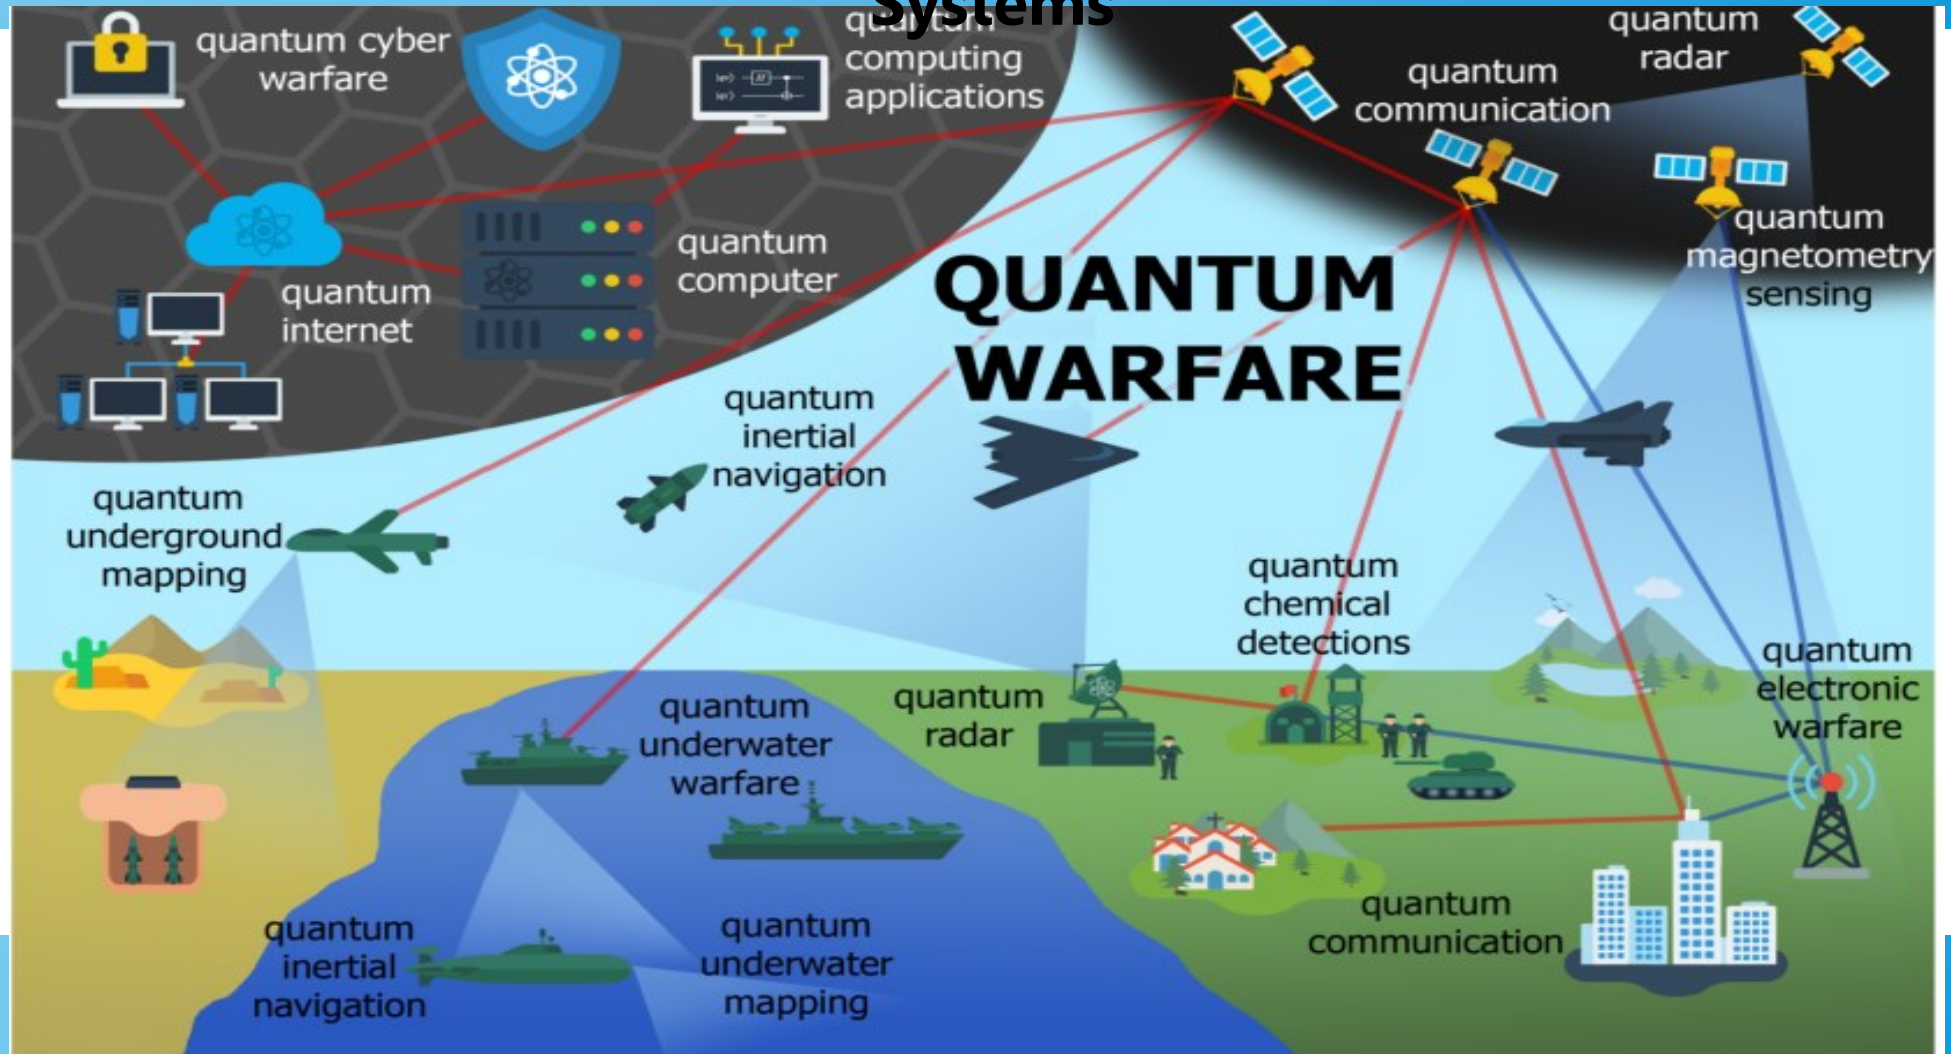 Systems
quantum cyber
warfare
quantum
computing
applications
quantum
communication
quantum
radar
quantum
magnetometry
sensing
quantum
computer
quantum
internet
QUANTUM
WARFARE
quantum
inertial
navigation
quantum
underground
mapping
quantum
chemical
detections
quantum
electronic
warfare
quantum
underwater
warfare
quantum
radar
quantum
communication
quantum
inertial
navigation
quantum
underwater
mapping